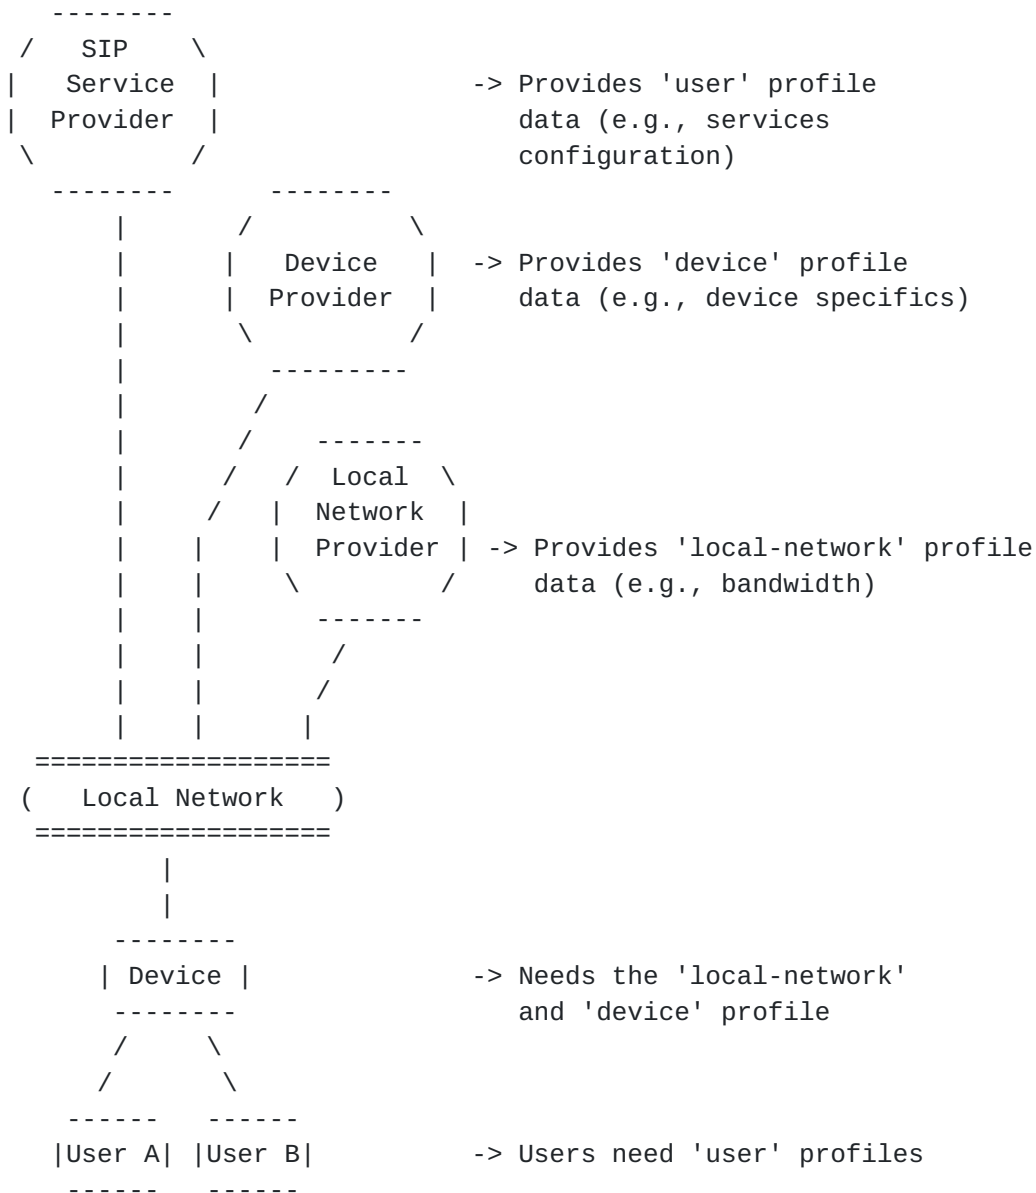 SIP
Service -> Provides 'user' profile
Provider data (e.g., services
configuration)
Device -> Provides 'device' profile
Provider data (e.g., device specifics)
Local
Network
Provider -> Provides 'local-network' profile
data (e.g., bandwidth)
( Local Network )
| Device | -> Needs the 'local-network'
and 'device' profile
|User A| |User B| -> Users need 'user' profiles